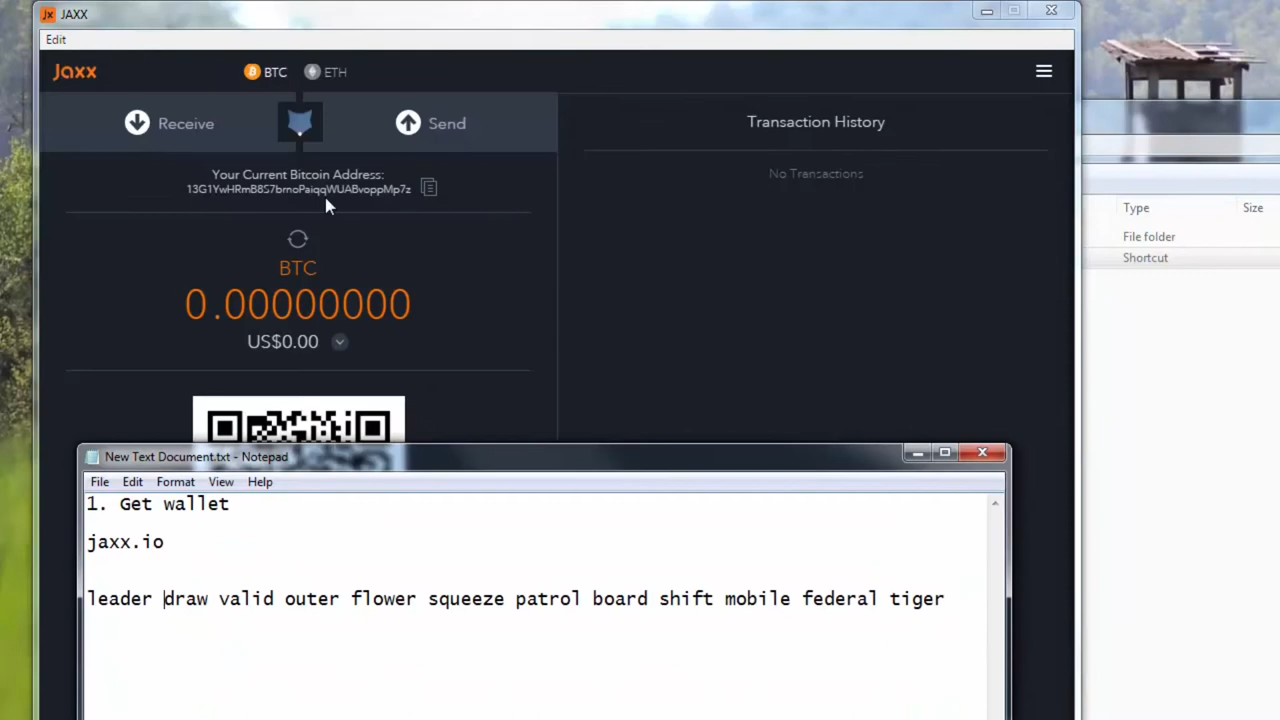 JAXX
Edit
Jaxx
BTC
ETH
Receive
Send
Transaction History
Your Current Bitcoin Address:
No Transactions
BTC
0.00000000
US$0.00
Type
Size
File folder
Shortcut
New Text Document.txt - Notepad
File Edit Format View Help
1. Get wallet
jaxx.io
leader draw valid outer flower squeeze patrol board shift mobile federal tiger